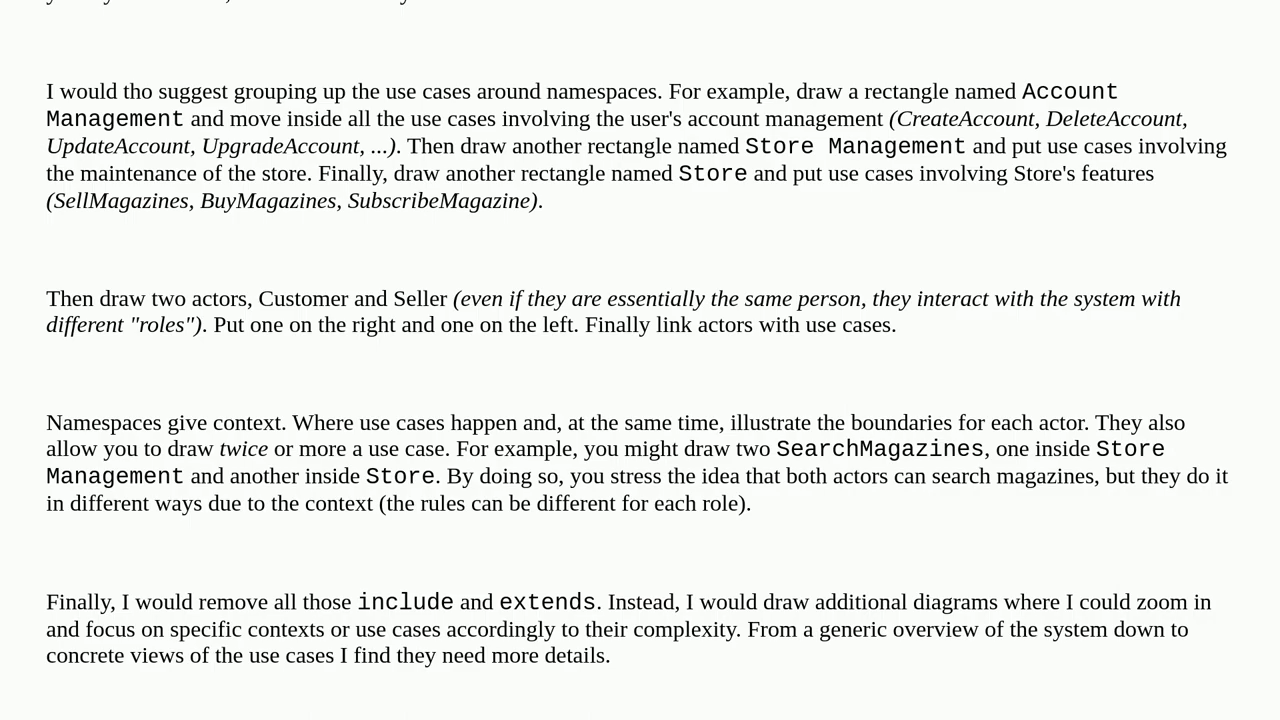 I would tho suggest grouping up the use cases around namespaces. For example, draw a rectangle named Account
Management and move inside all the use cases involving the user's account management (CreateAccount, DeleteAccount,
UpdateAccount, UpgradeAccount, ...). Then draw another rectangle named Store Management and put use cases involving
the maintenance of the store. Finally, draw another rectangle named Store and put use cases involving Store's features
(SellMagazines, BuyMagazines, SubscribeMagazine).
Then draw two actors, Customer and Seller (even if they are essentially the same person, they interact with the system with
different "roles"). Put one on the right and one on the left. Finally link actors with use cases.
Namespaces give context. Where use cases happen and, at the same time, illustrate the boundaries for each actor. They also
allow you to draw twice or more a use case. For example, you might draw two SearchMagazines, one inside Store
Management and another inside Store. By doing so, you stress the idea that both actors can search magazines, but they do it
in different ways due to the context (the rules can be different for each role).
Finally, I would remove all those include and extends. Instead, I would draw additional diagrams where I could zoom in
and focus on specific contexts or use cases accordingly to their complexity. From a generic overview of the system down to
concrete views of the use cases I find they need more details.